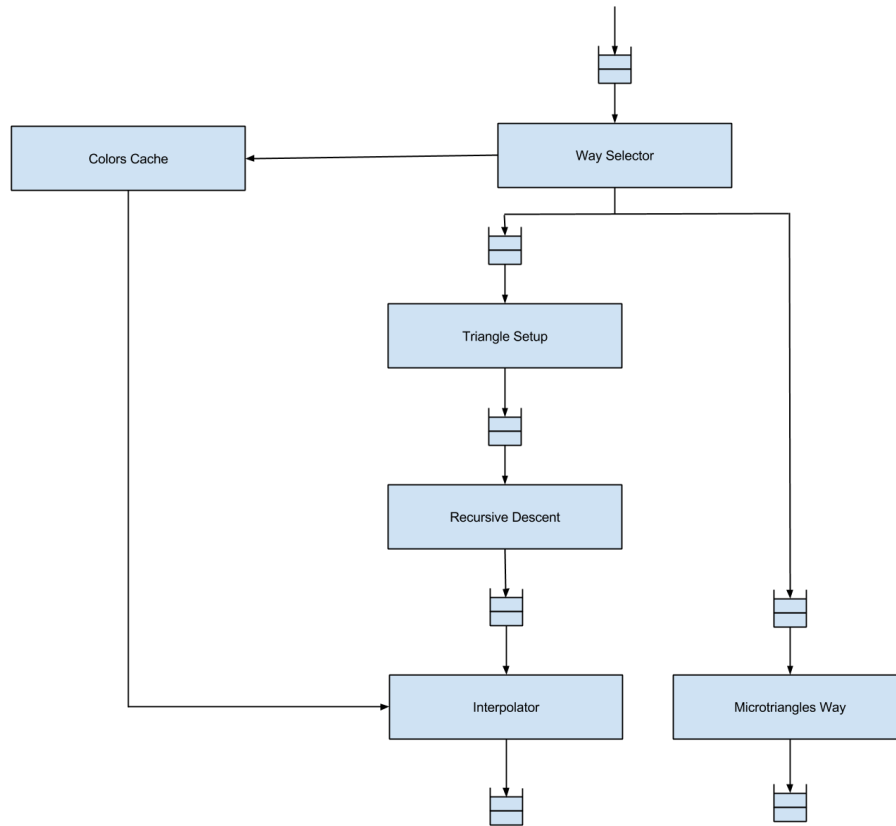 Way Selector
Colors Cache
Triangle Setup
Recursive Descent
Interpolator
Microtriangles Way